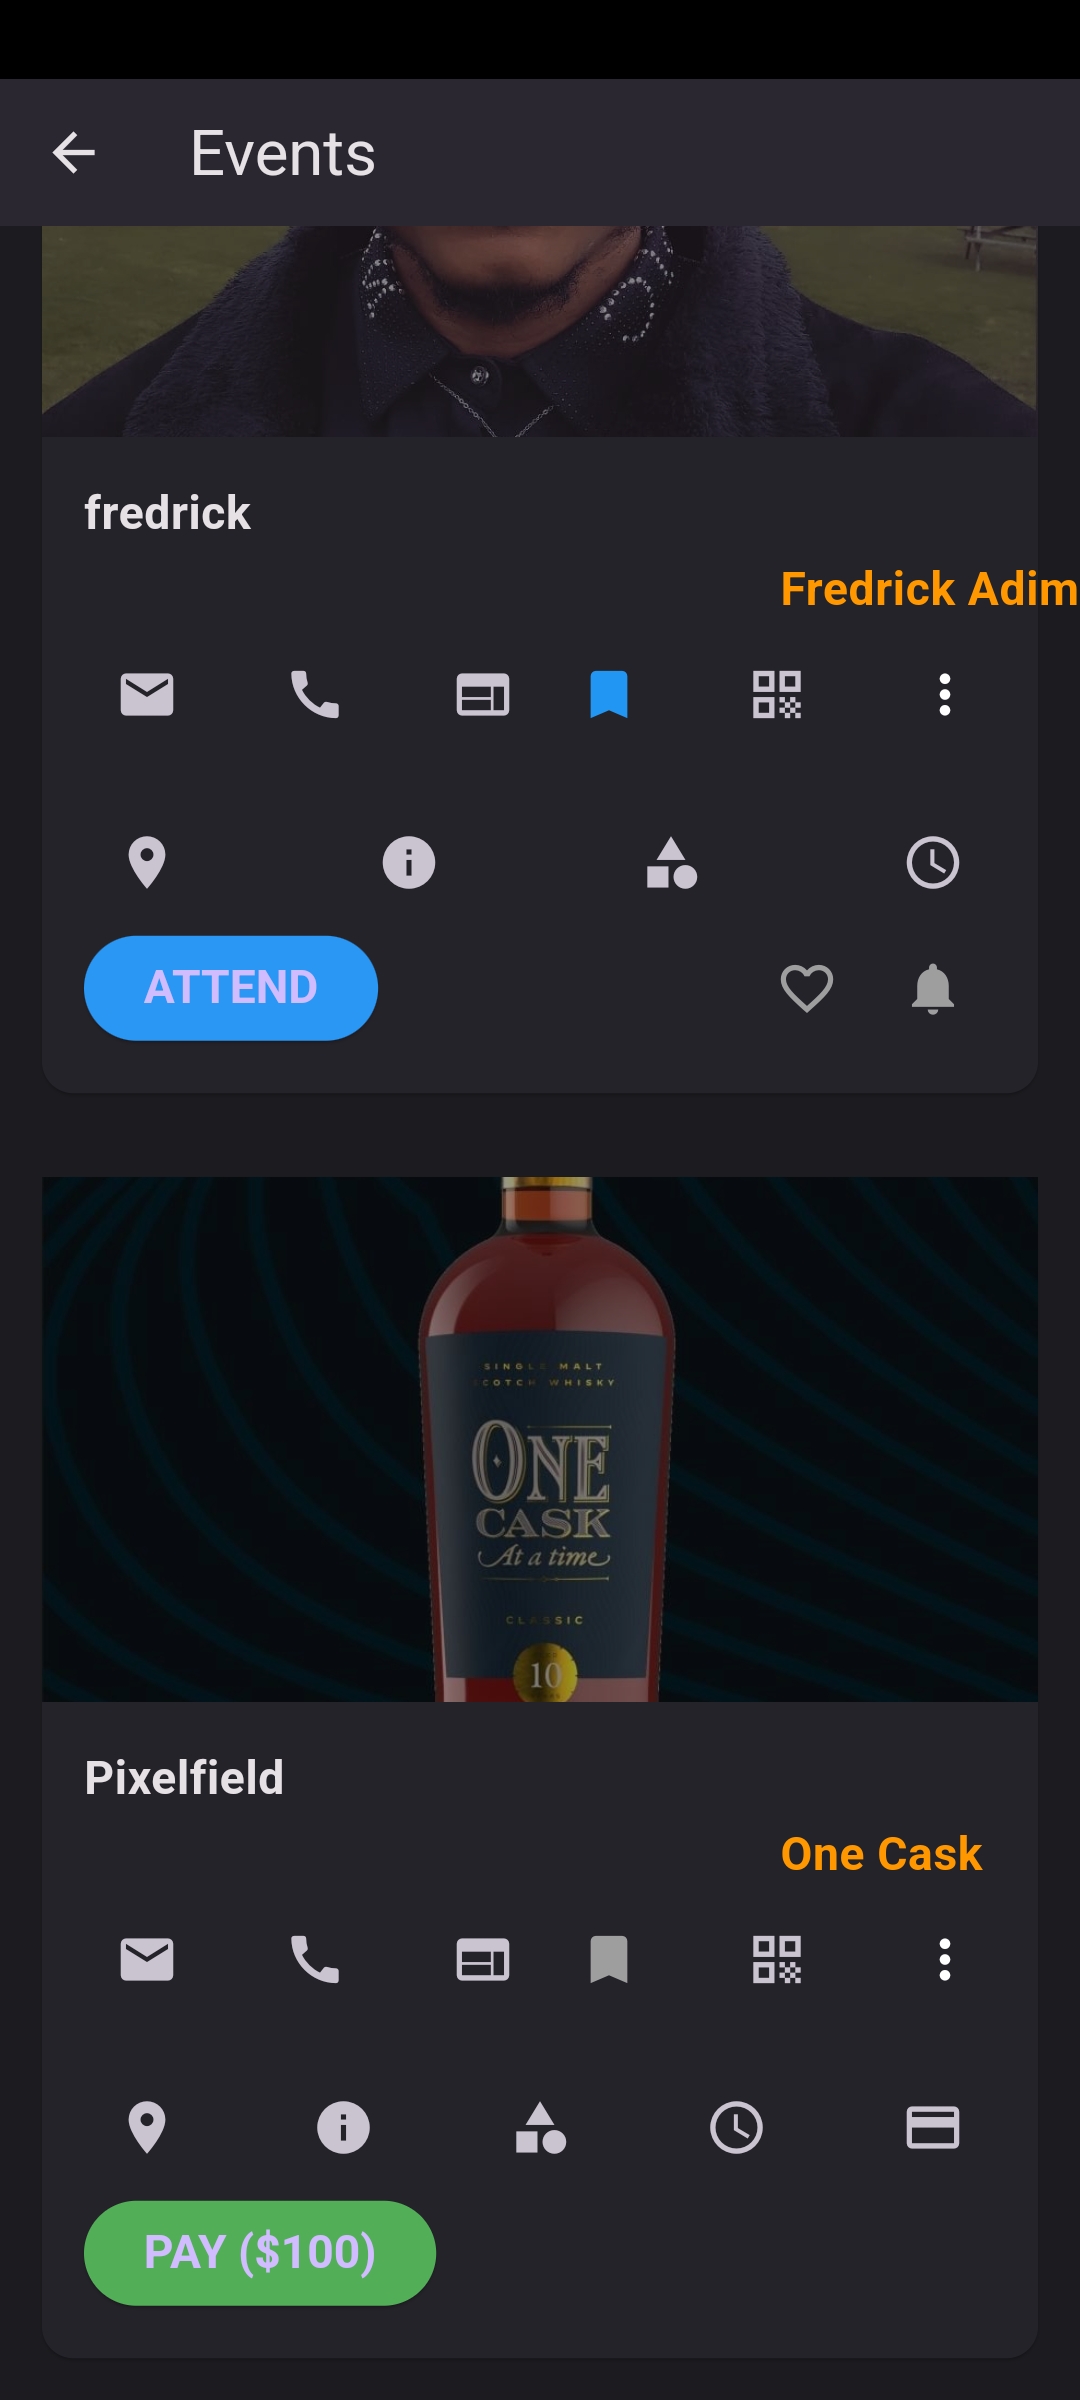 Events
fredrick
Fredrick Adim
ATTEND
SINGLE MALT
SCOTCH WHISKY
ONE
CASK
At a time
CLASSIC
10
Pixelfield
One Cask
PAY ($100)